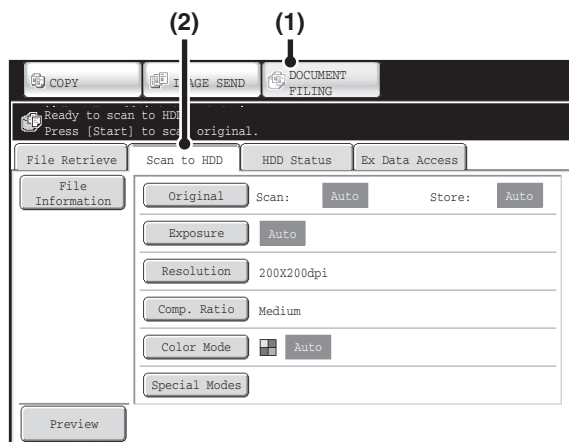 (2) (1)
COPY IMAGE SEND DOCUMENT
FILING
Ready to scan to HDD
Press [Start] to scan original.
File Retrieve Scan to HDD HDD Status Ex Data Access
File
Information
Original Scan: Auto Store: Auto
Exposure Auto
Resolution 200X200dpi
Comp. Ratio Medium
Color Mode Auto
Special Modes
Preview